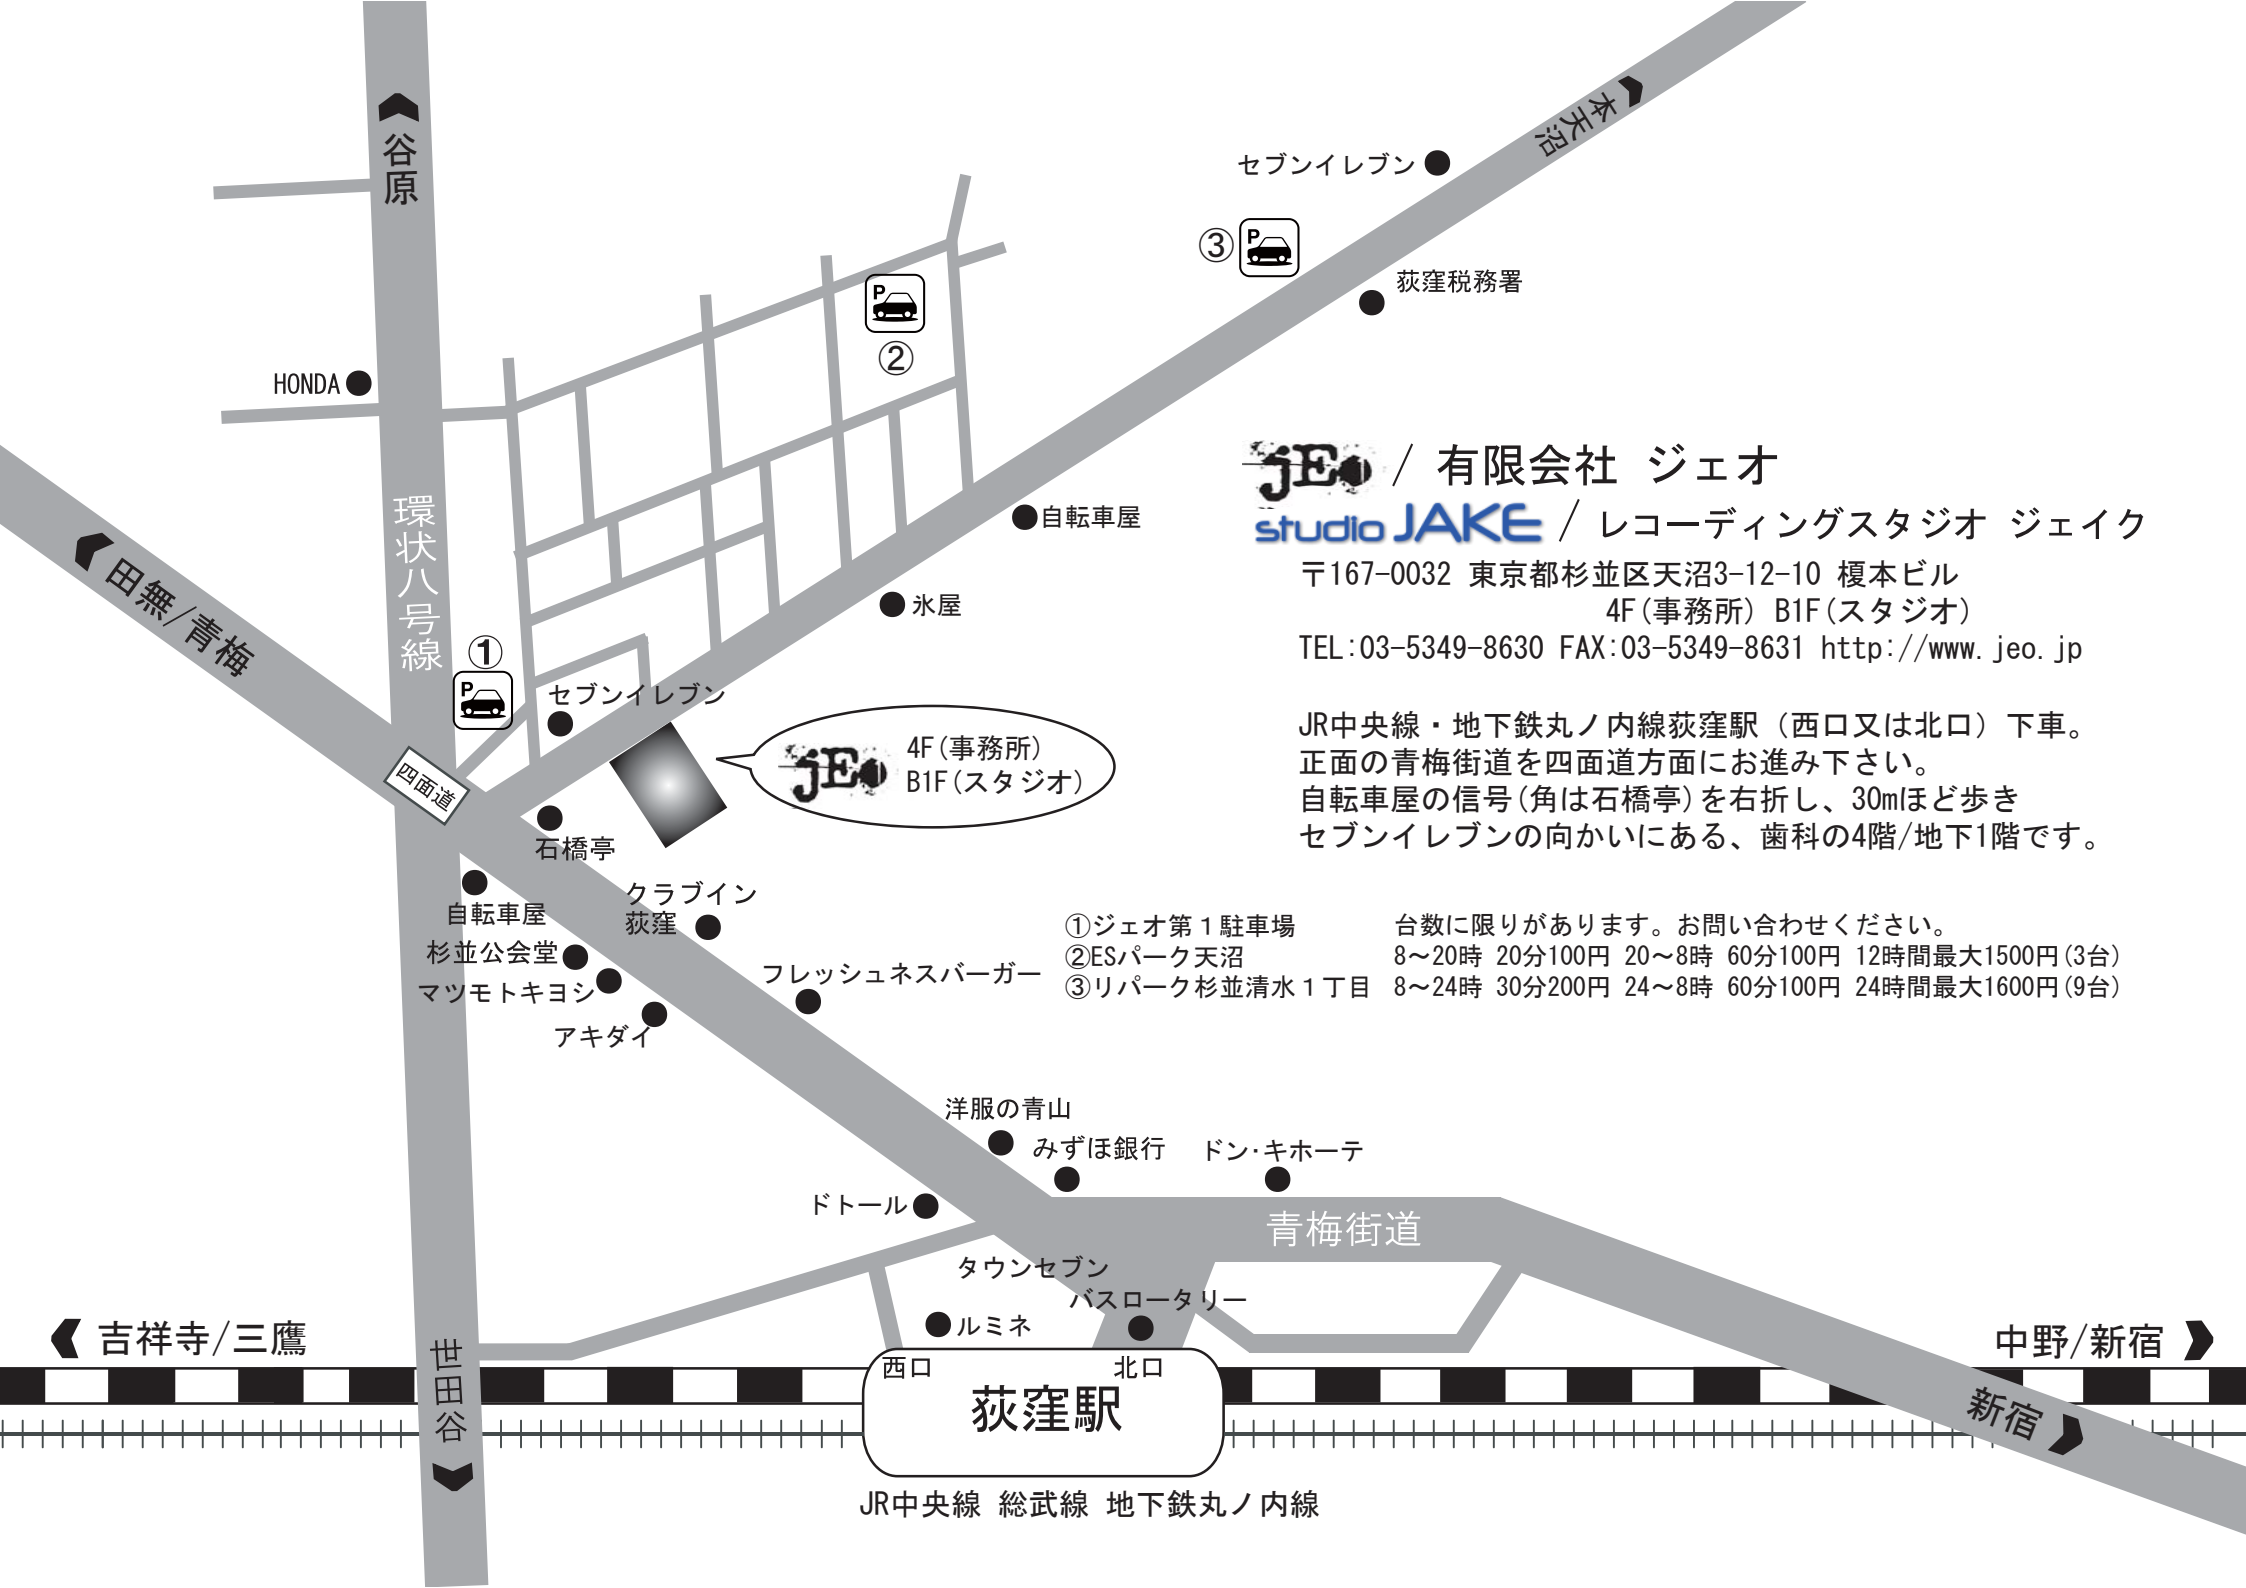 谷原
本天沼
セブンイレブン
③
P
荻窪税務署
P
②
HONDA
jEo / 有限会社 ジェオ
studio JAKE / レコーディングスタジオ ジェイク
〒167-0032 東京都杉並区天沼3-12-10 榎本ビル
4F(事務所) B1F(スタジオ)
TEL:03-5349-8630 FAX:03-5349-8631 http://www.jeo.jp
環状八号線
自転車屋
田無/青梅
氷屋
①
P
セブンイレブン
四面道
jEo
4F(事務所)
B1F(スタジオ)
JR中央線・地下鉄丸ノ内線荻窪駅（西口又は北口）下車。
正面の青梅街道を四面道方面にお進み下さい。
自転車屋の信号(角は石橋亭)を右折し、30mほど歩き
セブンイレブンの向かいにある、歯科の4階/地下1階です。
石橋亭
自転車屋
クラブイン
荻窪
杉並公会堂
マツモトキヨシ
アキダイ
フレッシュネスバーガー
①ジェオ第１駐車場 台数に限りがあります。お問い合わせください。
②ESパーク天沼 8～20時 20分100円 20～8時 60分100円 12時間最大1500円(3台)
③リパーク杉並清水１丁目 8～24時 30分200円 24～8時 60分100円 24時間最大1600円(9台)
洋服の青山
みずほ銀行
ドン・キホーテ
ドトール
青梅街道
タウンセブン
バスロータリー
ルミネ
吉祥寺/三鷹
世田谷
中野/新宿
西口
北口
荻窪駅
新宿
JR中央線 総武線 地下鉄丸ノ内線